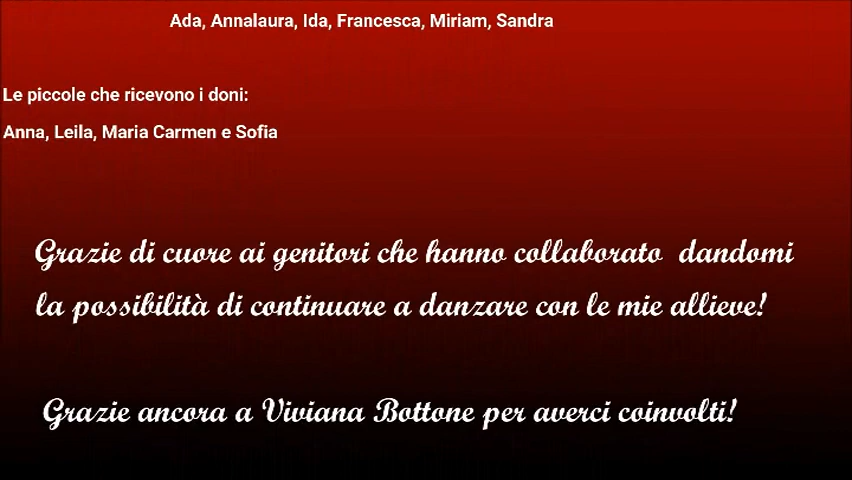 Ada, Annalaura, Ida, Francesca, Miriam, Sandra
Le piccole che ricevono i doni:
Anna, Leila, Maria Carmen e Sofia
Grazie di cuore ai genitori che hanno collaborato dandomi
la possibilità di continuare a danzare con le mie allieve!
Grazie ancora a Viviana Bottone per averci coinvolti!